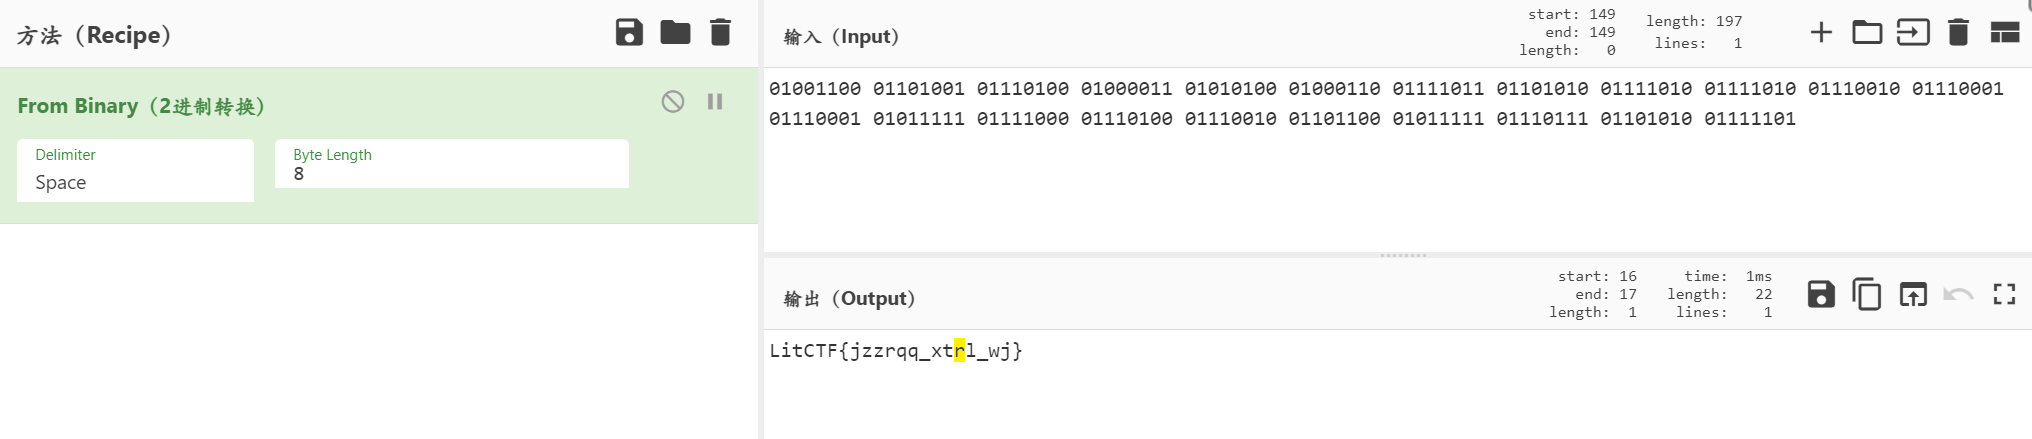 方法（Recipe）
From Binary（2进制转换）
Delimiter
Space
Byte Length
8
输入（Input）
start: 149
end: 149
length: 0
length: 197
lines: 1
01001100 01101001 01110100 01000011 01010100 01000110 01111011 01101010 01111010 01111010 01110010 01110001
01110001 01011111 01111000 01110100 01110010 01101100 01011111 01110111 01101010 01111101
输出（Output）
start: 16
end: 17
length: 1
time: 1ms
length: 22
lines: 1
LitCTF{jzzrqq_xtrl_wj}